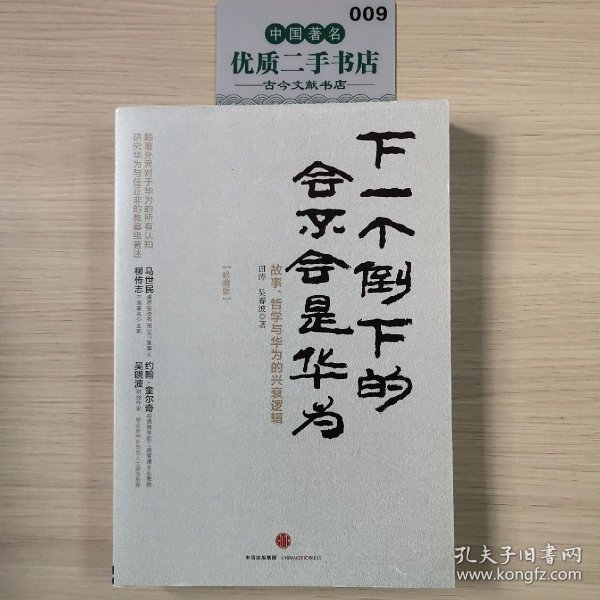 009
中国著名
优质二手书店
古今文献书店
下一个倒下的
会不会是华为
故事、哲学与华为的兴衰逻辑
田涛 吴春波 著
【珍藏版】
颠覆外界对于华为的所有认知
研究华为与任正非的教案级著述
马世民
约翰·金尔奇
柳传志
吴晓波
中信出版集团
CHINACITICPRESS
孔夫子旧书网
www.kongfz.com